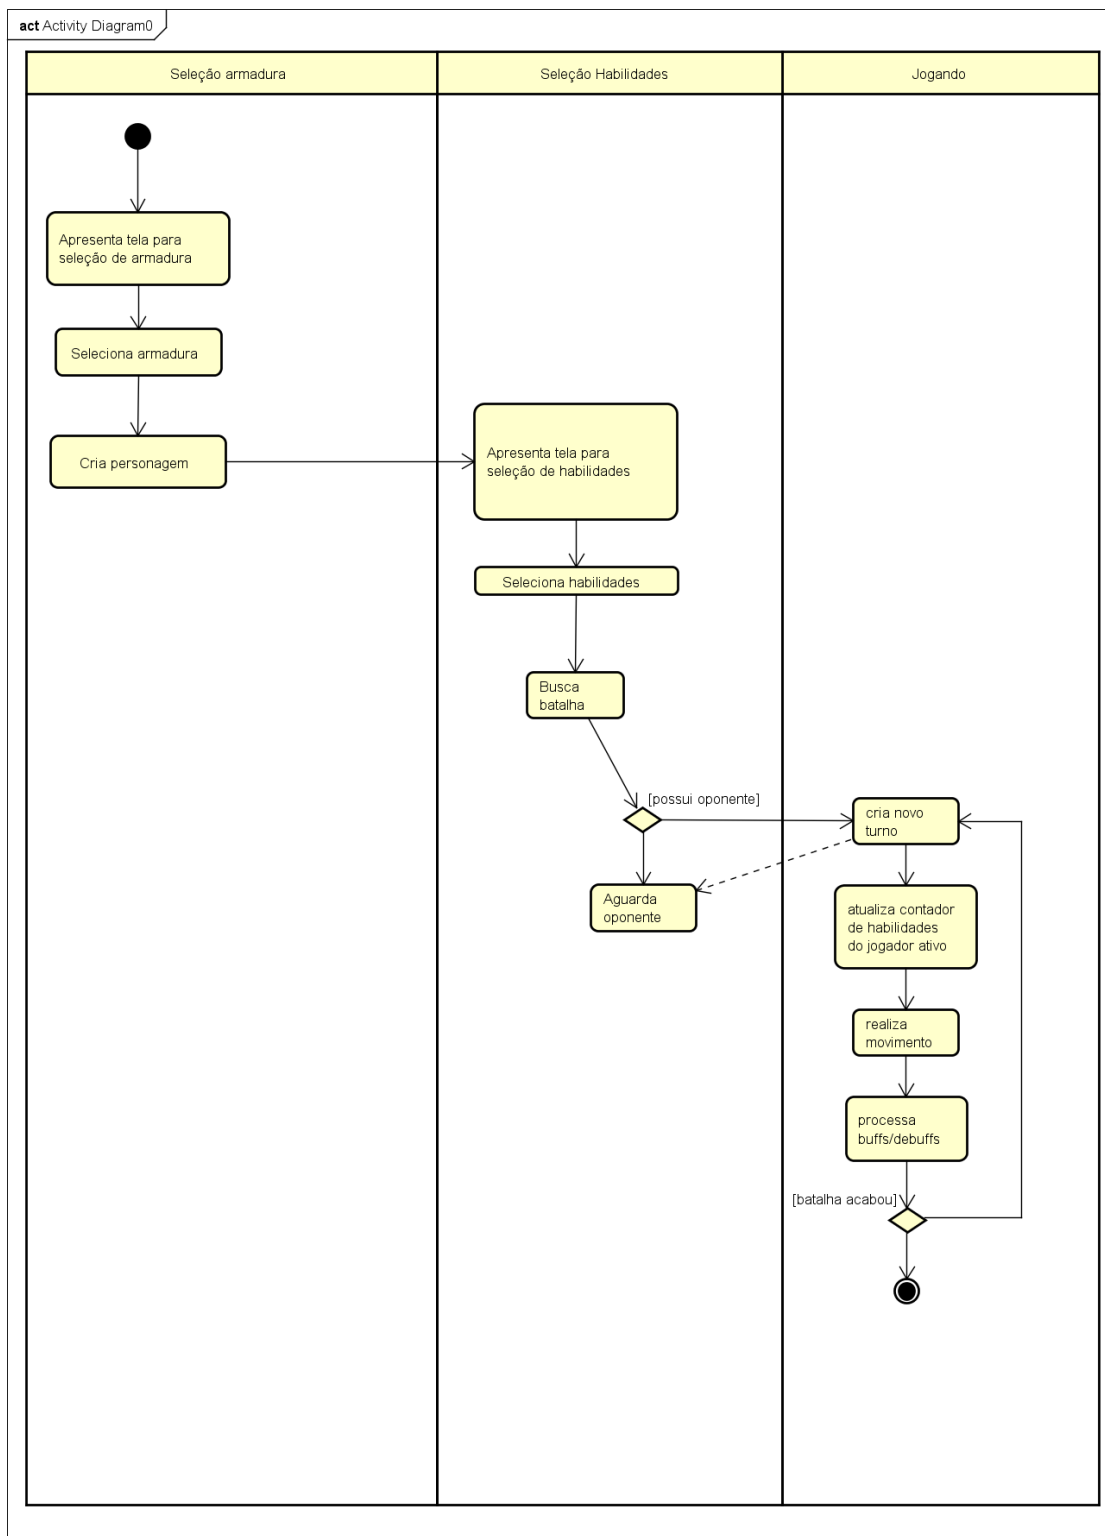 act Activity Diagram0
Seleção armadura
Seleção Habilidades
Jogando
Apresenta tela para
seleção de armadura
Seleciona armadura
Cria personagem
Apresenta tela para
seleção de habilidades
Seleciona habilidades
Busca
batalha
[possui oponente]
Aguarda
oponente
cria novo
turno
atualiza contador
de habilidades
do jogador ativo
realiza
movimento
processa
buffs/debuffs
[batalha acabou]